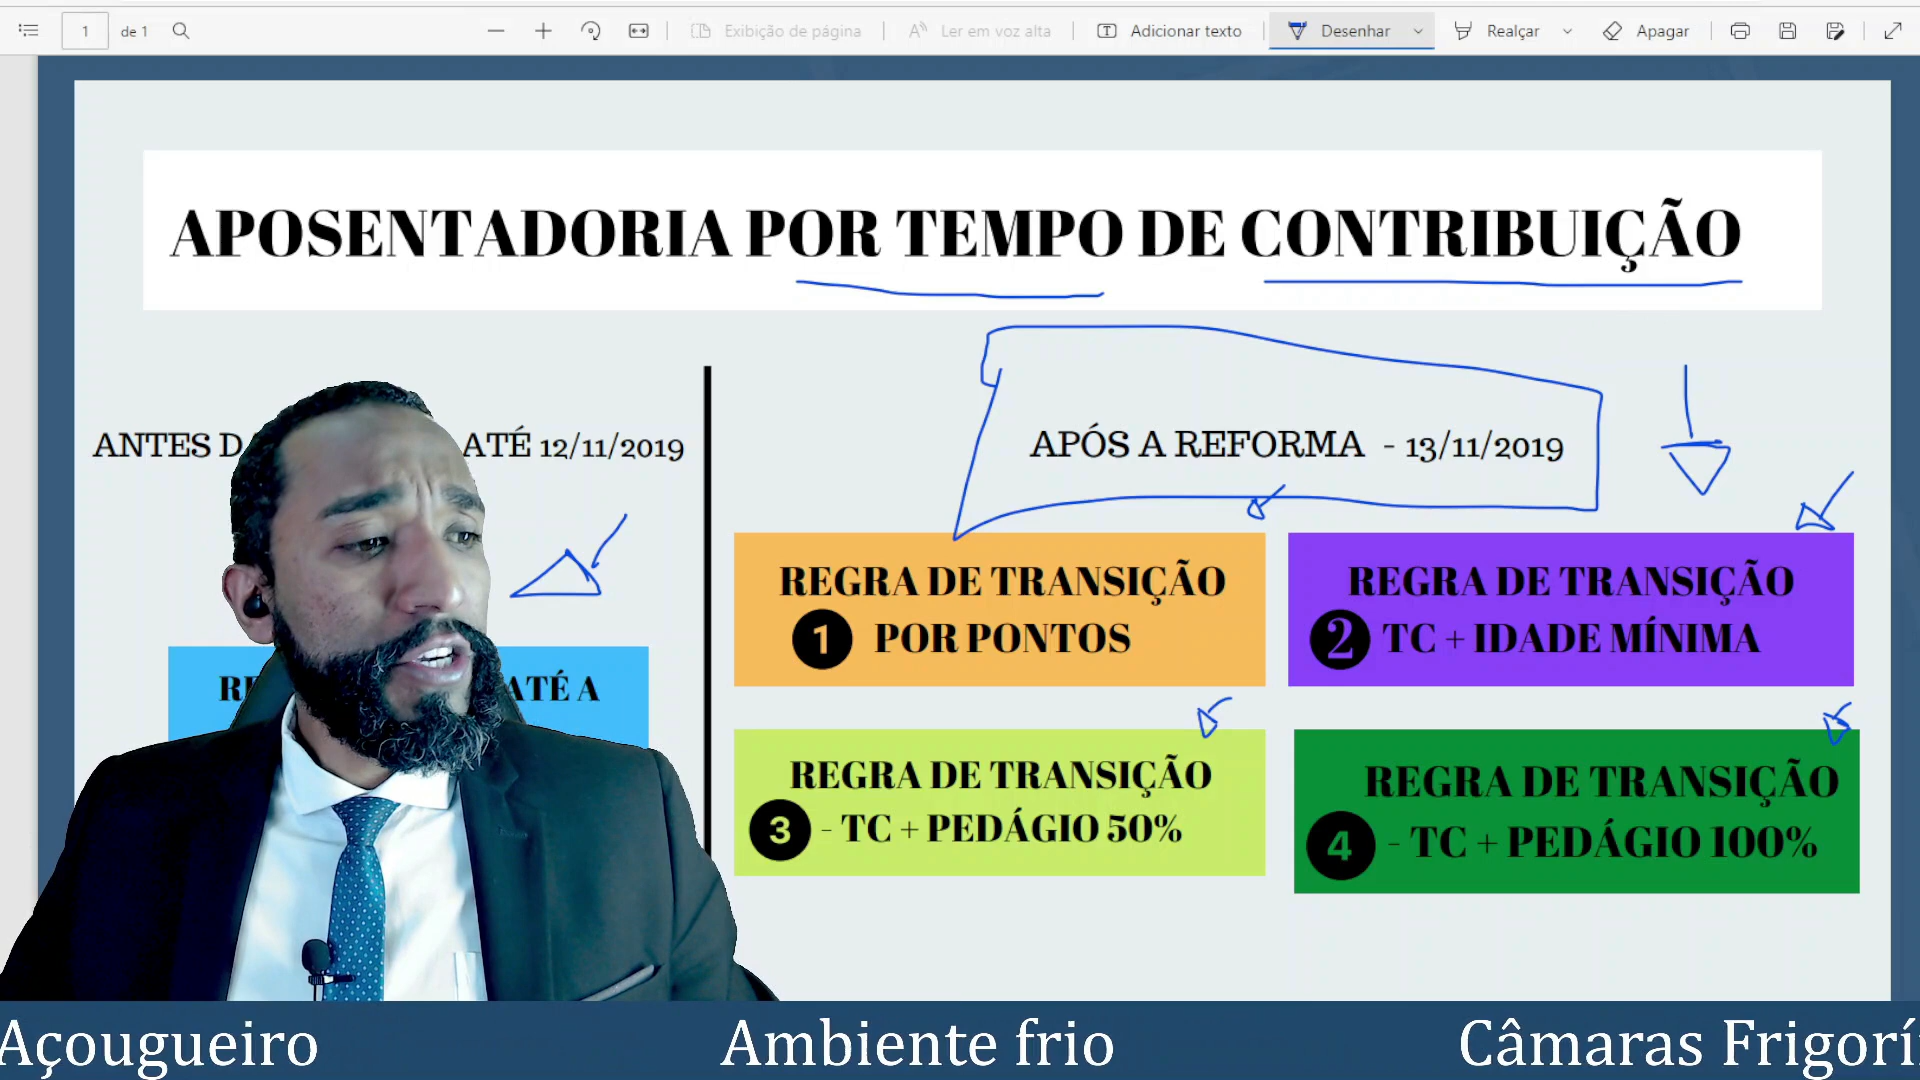 1 de 1 Exibição de página Ler em voz alta Adicionar texto Desenhar Realçar Apagar
APOSENTADORIA POR TEMPO DE CONTRIBUIÇÃO
ANTES ATÉ 12/11/2019
ATÉ A
APÓS A REFORMA - 13/11/2019
REGRA DE TRANSIÇÃO
1 POR PONTOS
REGRA DE TRANSIÇÃO
2 TC + IDADE MÍNIMA
REGRA DE TRANSIÇÃO
3 - TC + PEDÁGIO 50%
REGRA DE TRANSIÇÃO
4 - TC + PEDÁGIO 100%
Açougueiro Ambiente frio Câmaras Frigorí